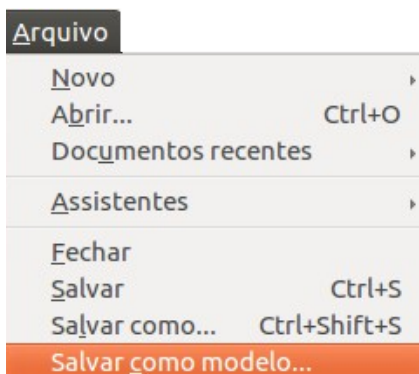 Arquivo
Novo
Abrir... Ctrl+O
Documentos recentes
Assistentes
Fechar
Salvar Ctrl+S
Salvar como... Ctrl+Shift+S
Salvar como modelo...